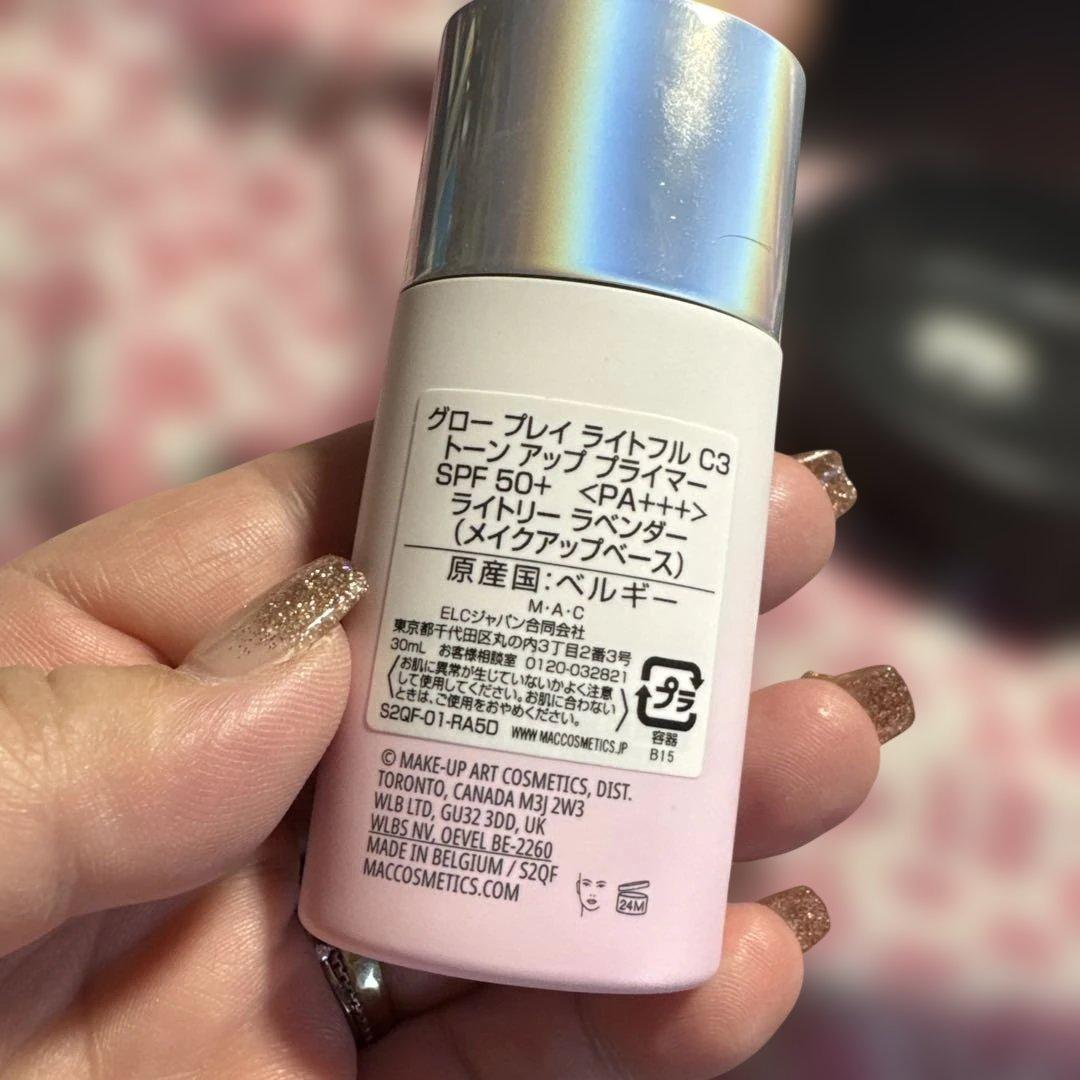 グロー プレイ ライトフル C3
トーン アップ プライマー
SPF 50+ <PA+++>
ライトリー ラベンダー
(メイクアップベース)
原産国:ベルギー
M・A・C
ELCジャパン合同会社
東京都千代田区丸の内3丁目2番3号
30mL お客様相談室 0120-032821
お肌に異常が生じていないかよく注意
して使用してください。お肌に合わない
ときは、ご使用をおやめください。
S2QF-01-RA5D WWW.MACCOSMETICS.JP
プラ
容器
B15
© MAKE-UP ART COSMETICS, DIST.
TORONTO, CANADA M3J 2W3
WLB LTD, GU32 3DD, UK
WLBS NV, OEVEL BE-2260
MADE IN BELGIUM / S2QF
MACCOSMETICS.COM
24M